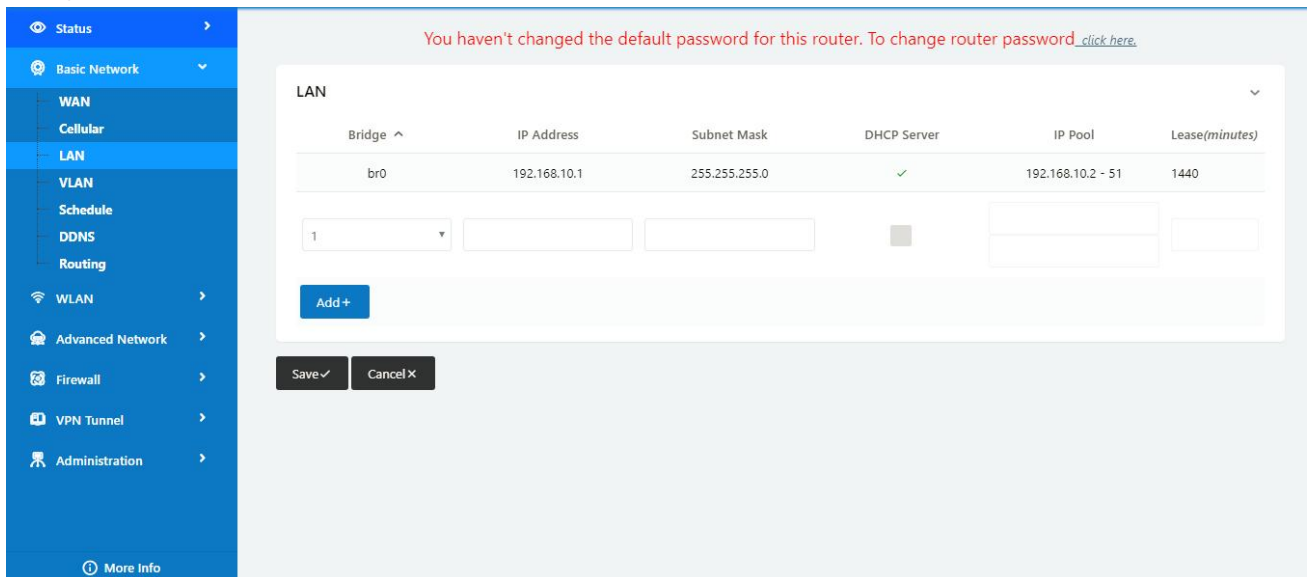 Status
Basic Network
WAN
Cellular
LAN
VLAN
Schedule
DDNS
Routing
WLAN
Advanced Network
Firewall
VPN Tunnel
Administration
More Info
You haven't changed the default password for this router. To change router password click here.
LAN
Bridge IP Address Subnet Mask DHCP Server IP Pool Lease(minutes)
br0 192.168.10.1 255.255.255.0 ✓ 192.168.10.2 - 51 1440
1
Add+
Save✓ Cancel×